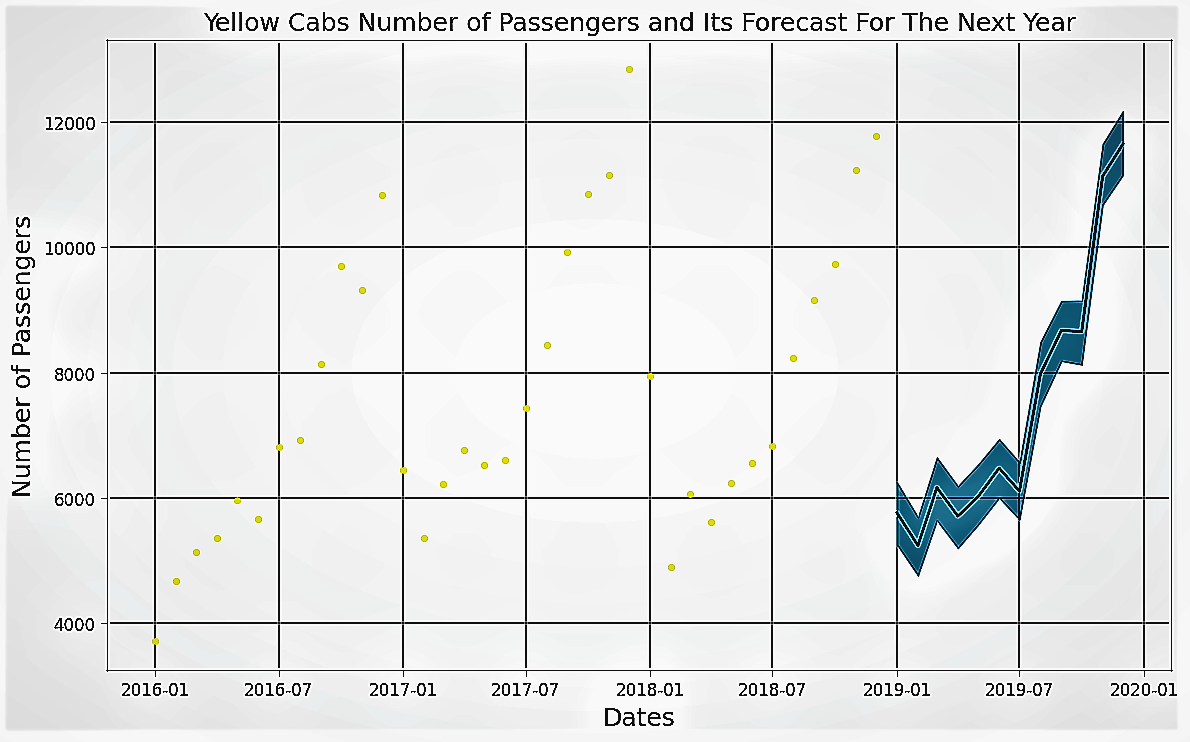 Yellow Cabs Number of Passengers and Its Forecast For The Next Year
Number of Passengers
12000
10000
8000
6000
4000
2016-01 2016-07 2017-01 2017-07 2018-01 2018-07 2019-01 2019-07 2020-01
Dates